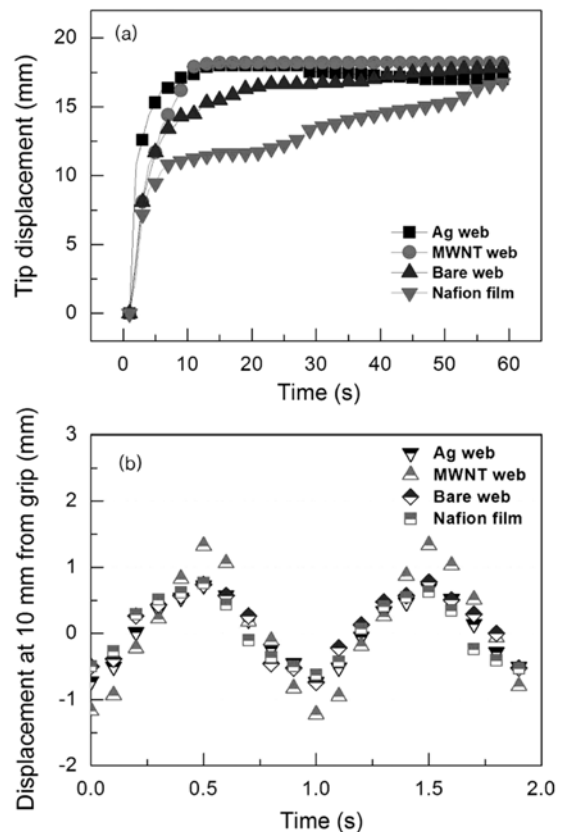 (a)
Tip displacement (mm)
20
15
10
5
0
Ag web
MWNT web
Bare web
Nafion film
0 10 20 30 40 50 60
Time (s)
(b)
Displacement at 10 mm from grip (mm)
3
2
1
0
-1
-2
Ag web
MWNT web
Bare web
Nafion film
0.0 0.5 1.0 1.5 2.0
Time (s)